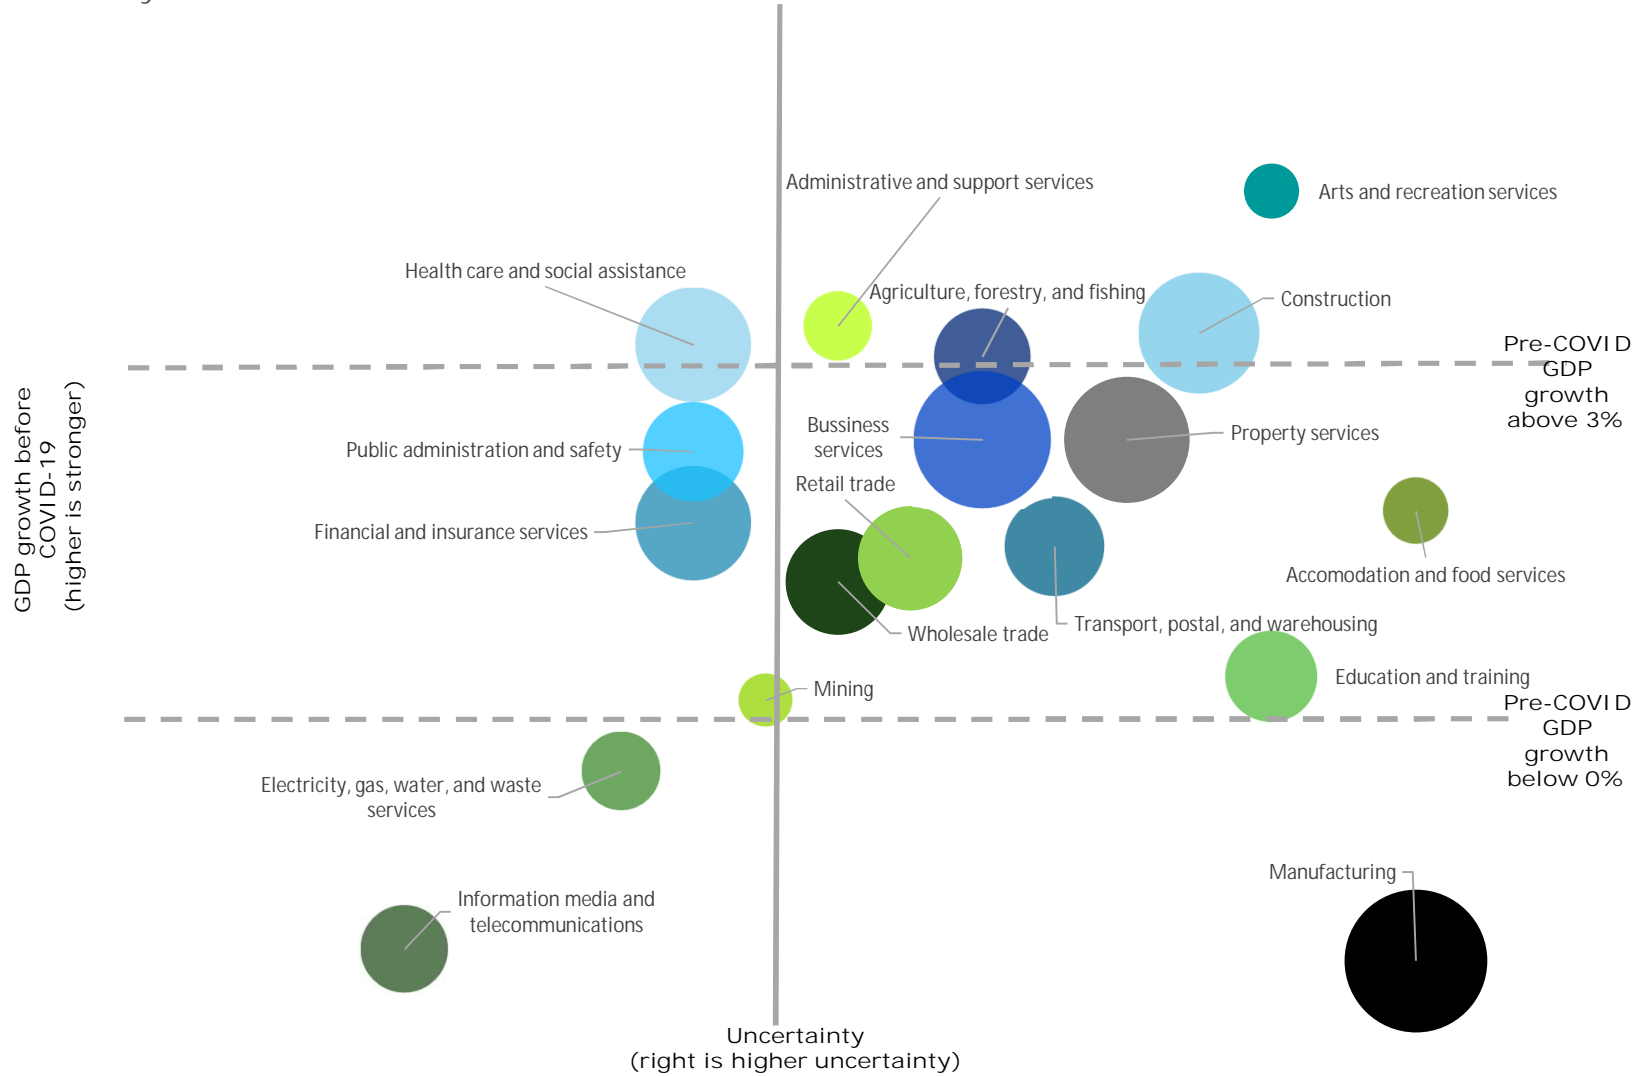 Administrative and support services
Arts and recreation services
Health care and social assistance
Agriculture, forestry, and fishing
Construction
Pre-COVID
GDP
growth
above 3%
GDP growth before
COVID-19
(higher is stronger)
Bussiness
services
Property services
Public administration and safety
Retail trade
Financial and insurance services
Accomodation and food services
Wholesale trade
Transport, postal, and warehousing
Mining
Education and training
Pre-COVID
GDP
growth
below 0%
Electricity, gas, water, and waste
services
Manufacturing
Information media and
telecommunications
Uncertainty
(right is higher uncertainty)